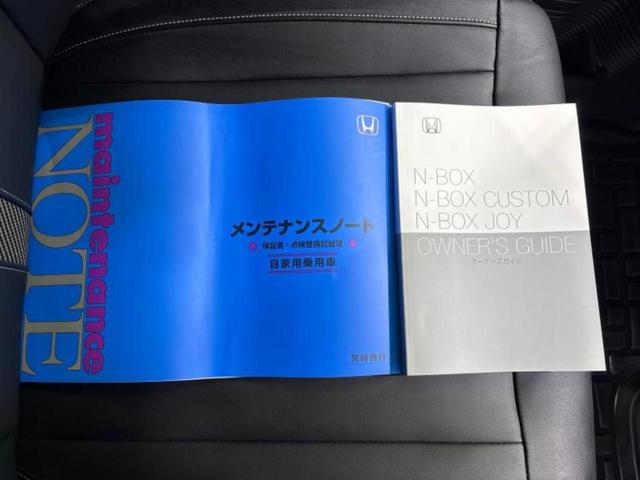 maintenance
NOTE
メンテナンスノート
保証書・点検整備記録簿
自家用乗用車
常時携行
N-BOX
N-BOX CUSTOM
N-BOX JOY
OWNER'S GUIDE
オーナーズガイド